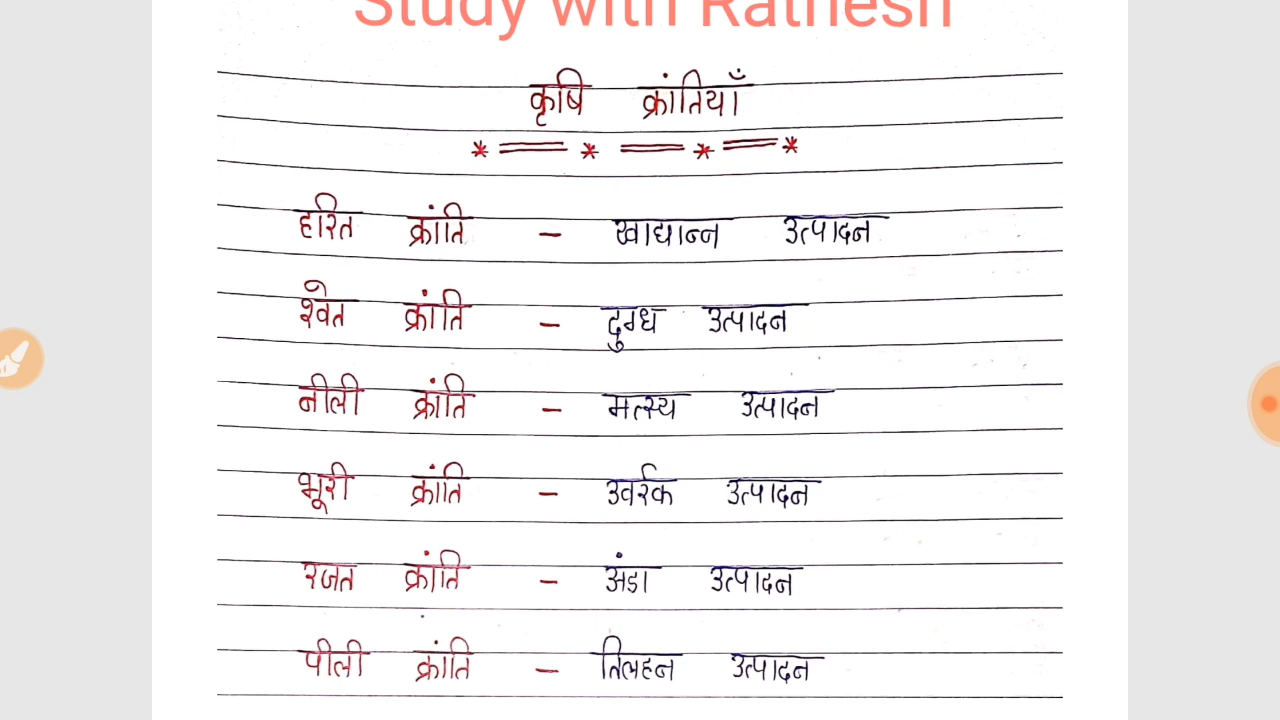 Study with Rathesh
कृषि क्रांतियाँ
हरित क्रांति - खाद्यान्न उत्पादन
श्वेत क्रांति - दुग्ध उत्पादन
नीली क्रांति - मत्स्य उत्पादन
भूरी क्रांति - उर्वरक उत्पादन
रजत क्रांति - अंडा उत्पादन
पीली क्रांति - तिलहन उत्पादन